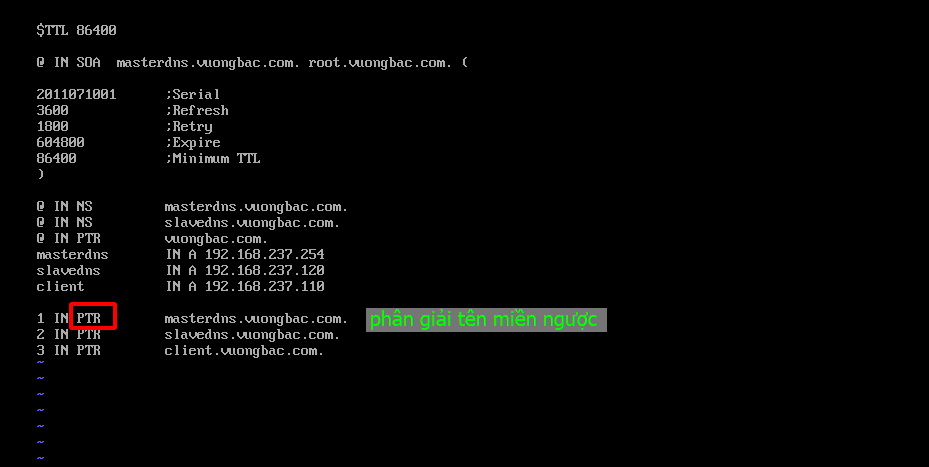 $TTL 86400
@ IN SOA masterdns.vuongbac.com. root.vuongbac.com. (
2011071001 ;Serial
3600 ;Refresh
1800 ;Retry
604800 ;Expire
86400 ;Minimum TTL
)
@ IN NS masterdns.vuongbac.com.
@ IN NS slavedns.vuongbac.com.
@ IN PTR vuongbac.com.
masterdns IN A 192.168.237.254
slavedns IN A 192.168.237.120
client IN A 192.168.237.110
1 IN PTR masterdns.vuongbac.com. phân giải tên miền ngược
2 IN PTR slavedns.vuongbac.com.
3 IN PTR client.vuongbac.com.
~
~
~
~
~
~
~